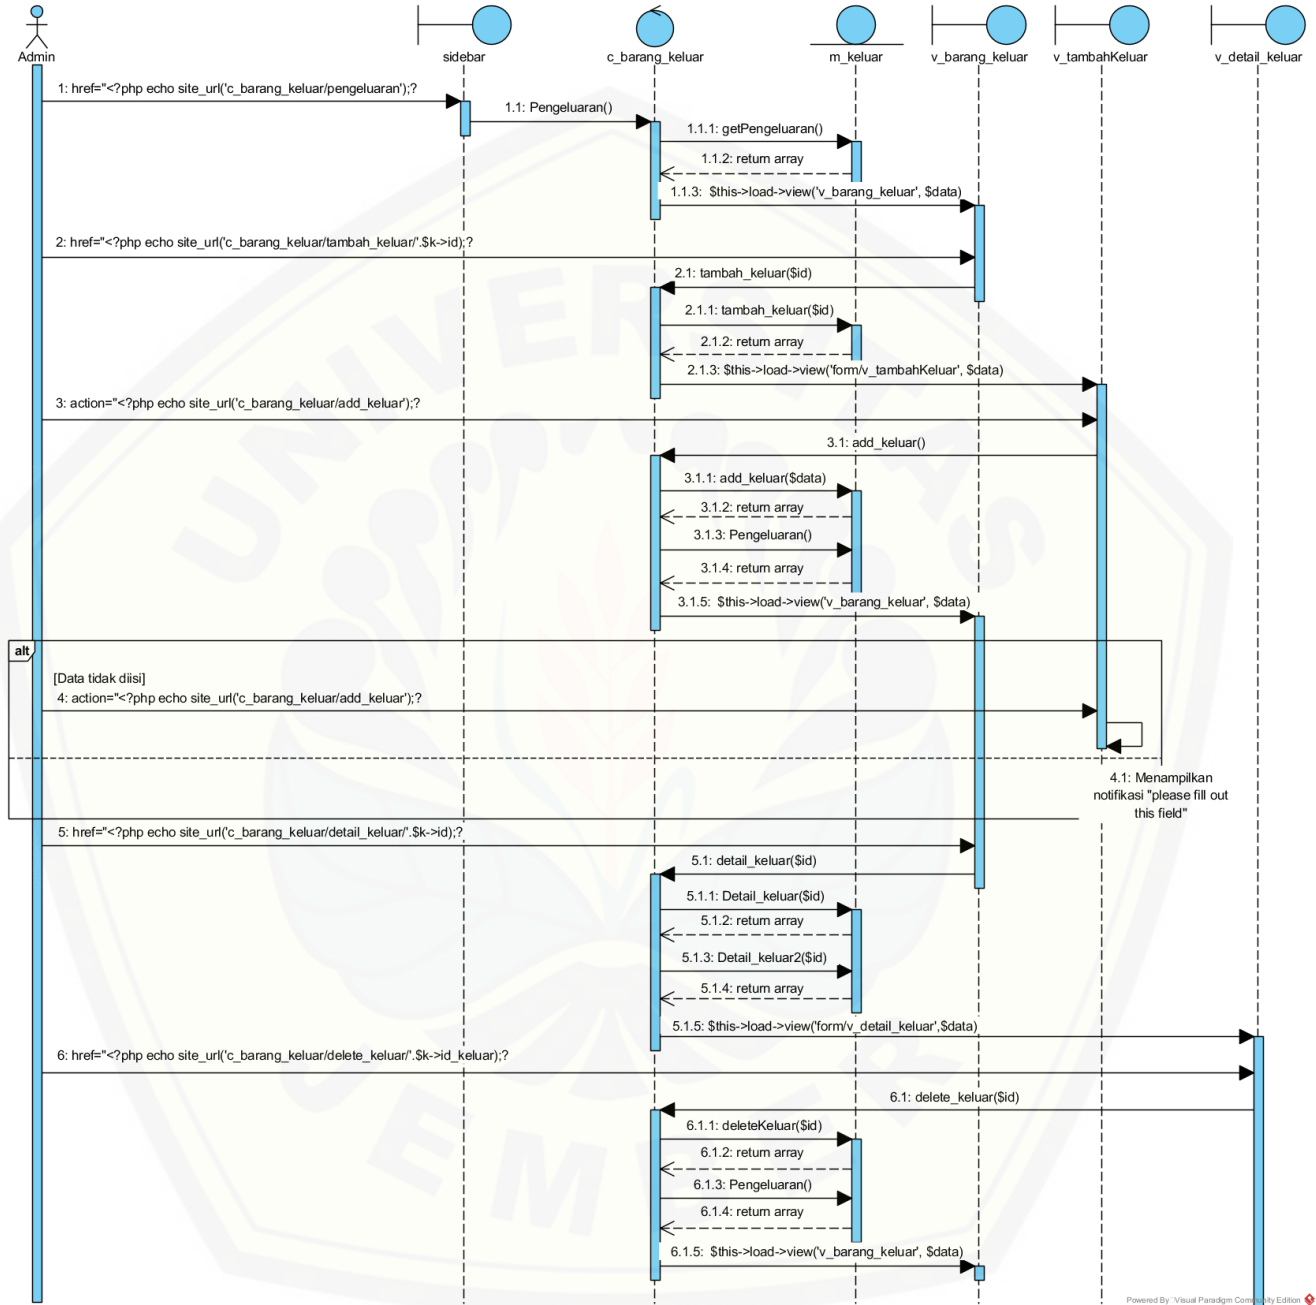 Admin
sidebar
c_barang_keluar
m_keluar
v_barang_keluar
v_tambahKeluar
v_detail_keluar
1: href="<?php echo site_url('c_barang_keluar/pengeluaran');?
1.1: Pengeluaran()
1.1.1: getPengeluaran()
1.1.2: return array
1.1.3:  $this->load->view('v_barang_keluar', $data)
2: href="<?php echo site_url('c_barang_keluar/tambah_keluar/'.$k->id);?
2.1: tambah_keluar($id)
2.1.1: tambah_keluar($id)
2.1.2: return array
2.1.3: $this->load->view('form/v_tambahKeluar', $data)
3: action="<?php echo site_url('c_barang_keluar/add_keluar');?
3.1: add_keluar()
3.1.1: add_keluar($data)
3.1.2: return array
3.1.3: Pengeluaran()
3.1.4: return array
3.1.5:  $this->load->view('v_barang_keluar', $data)
alt
[Data tidak diisi]
4: action="<?php echo site_url('c_barang_keluar/add_keluar');?
4.1: Menampilkan
notifikasi "please fill out
this field"
5: href="<?php echo site_url('c_barang_keluar/detail_keluar/'.$k->id);?
5.1: detail_keluar($id)
5.1.1: Detail_keluar($id)
5.1.2: return array
5.1.3: Detail_keluar2($id)
5.1.4: return array
5.1.5: $this->load->view('form/v_detail_keluar',$data)
6: href="<?php echo site_url('c_barang_keluar/delete_keluar/'.$k->id_keluar);?
6.1: delete_keluar($id)
6.1.1: deleteKeluar($id)
6.1.2: return array
6.1.3: Pengeluaran()
6.1.4: return array
6.1.5:  $this->load->view('v_barang_keluar', $data)
UNIVERSITAS
JEMBER
Powered By Visual Paradigm Community Edition